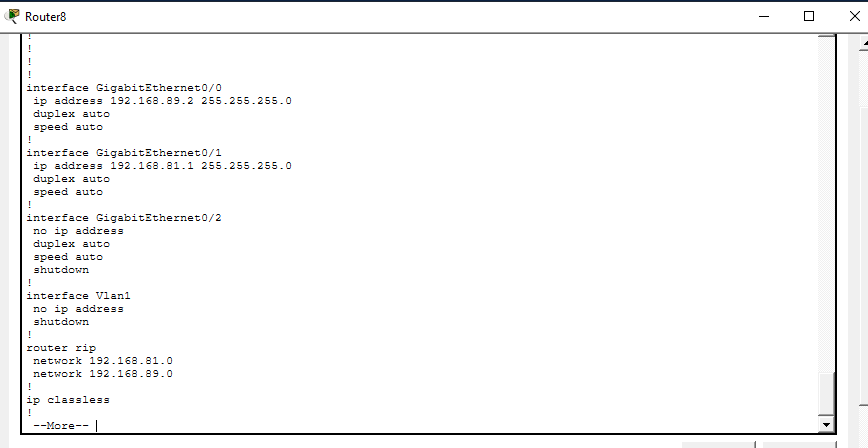 Router8
!
!
!
!
interface GigabitEthernet0/0
 ip address 192.168.89.2 255.255.255.0
 duplex auto
 speed auto
!
interface GigabitEthernet0/1
 ip address 192.168.81.1 255.255.255.0
 duplex auto
 speed auto
!
interface GigabitEthernet0/2
 no ip address
 duplex auto
 speed auto
 shutdown
!
interface Vlan1
 no ip address
 shutdown
!
router rip
 network 192.168.81.0
 network 192.168.89.0
!
ip classless
!
 --More--